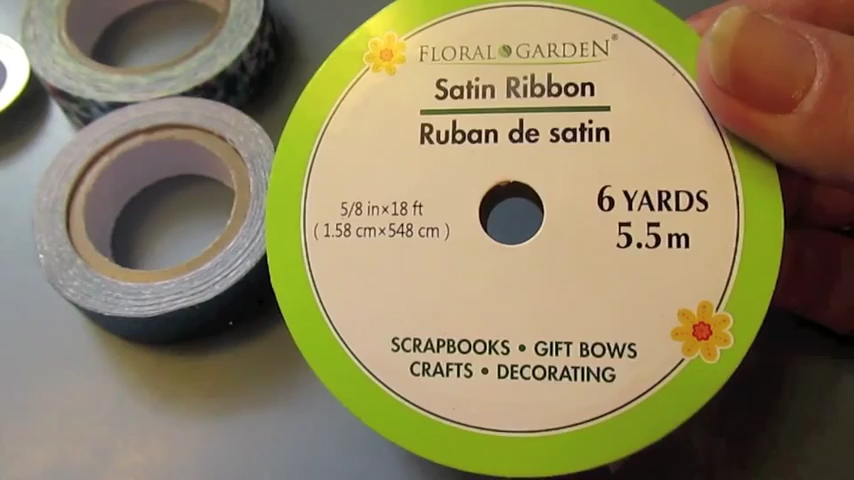 FLORAL GARDEN®
Satin Ribbon
Ruban de satin
5/8 in×18 ft
( 1.58 cm×548 cm )
6 YARDS
5.5 m
SCRAPBOOKS • GIFT BOWS
CRAFTS • DECORATING